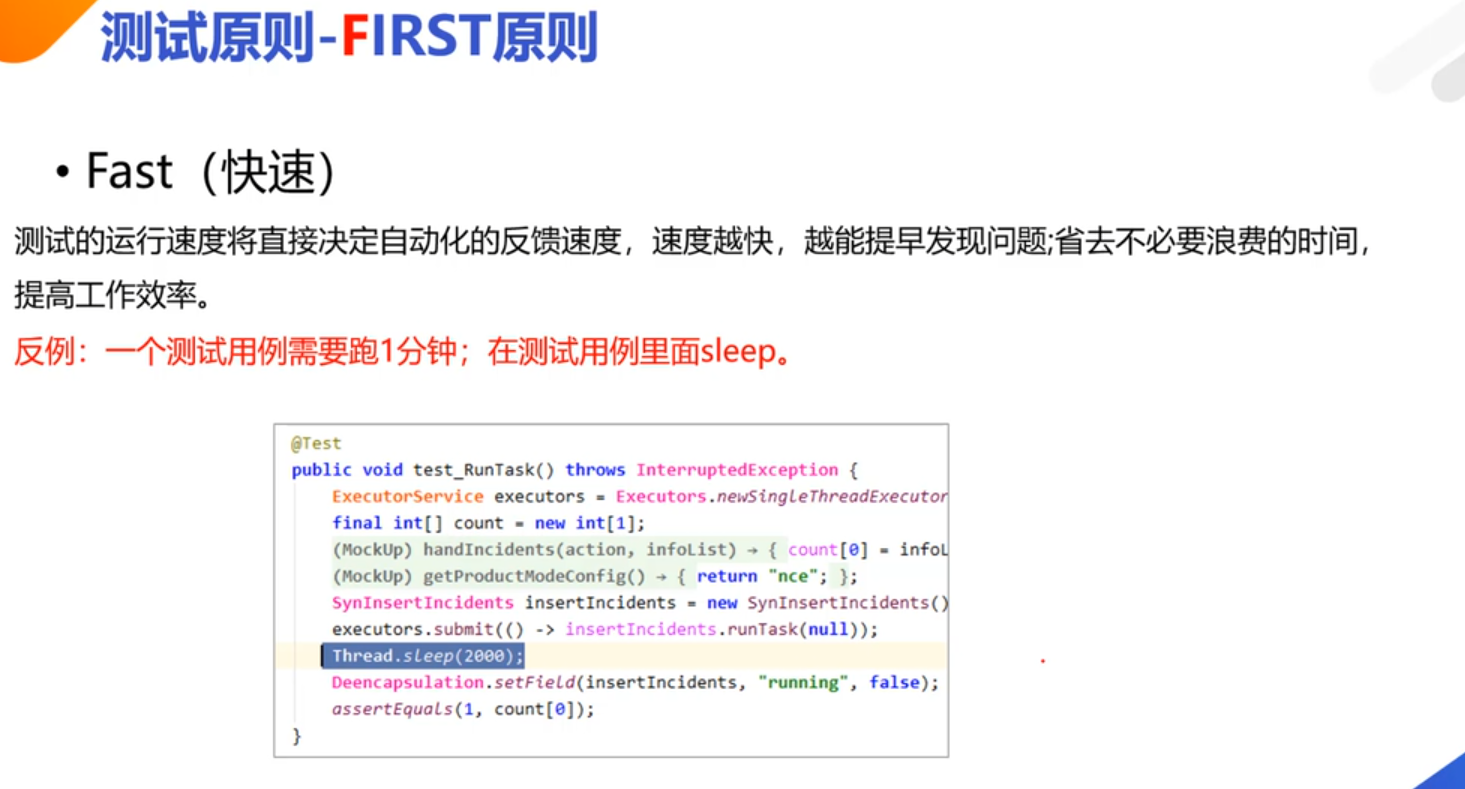 测试原则-FIRST原则
• Fast（快速）
测试的运行速度将直接决定自动化的反馈速度，速度越快，越能提早发现问题;省去不必要浪费的时间，
提高工作效率。
反例：一个测试用例需要跑1分钟；在测试用例里面sleep。
@Test
public void test_RunTask() throws InterruptedException {
ExecutorService executors = Executors.newSingleThreadExecutor
final int[] count = new int[1];
(MockUp) handIncidents(action, infoList) → { count[0] = infoL
(MockUp) getProductModeConfig() → { return "nce"; };
SynInsertIncidents insertIncidents = new SynInsertIncidents()
executors.submit(() -> insertIncidents.runTask(null));
Thread.sleep(2000);
Deencapsulation.setField(insertIncidents, "running", false);
assertEquals(1, count[0]);
}